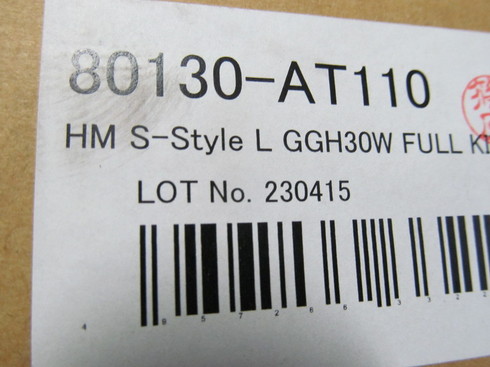 80130-AT110
HM S-Style L GGH30W FULL
LOT No. 230415